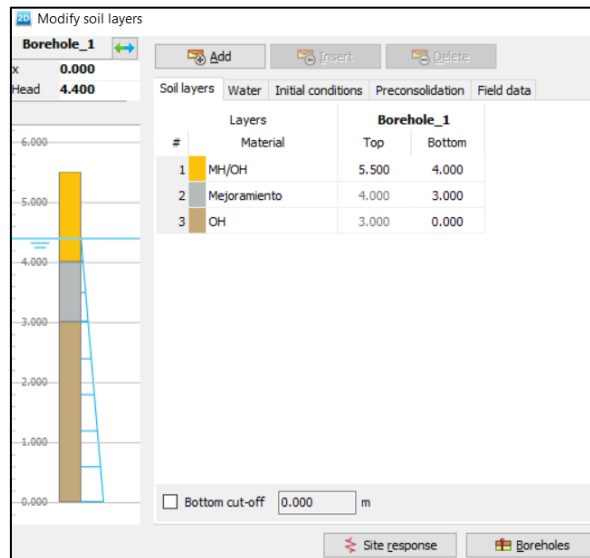 2D Modify soil layers
Borehole_1
x 0.000
Head 4.400
Add Insert Delete
Soil layers Water Initial conditions Preconsolidation Field data
Layers Borehole_1
# Material Top Bottom
1 MH/OH 5.500 4.000
2 Mejoramiento 4.000 3.000
3 OH 3.000 0.000
6.000
5.000
4.000
3.000
2.000
1.000
0.000
Bottom cut-off 0.000 m
Site response Boreholes